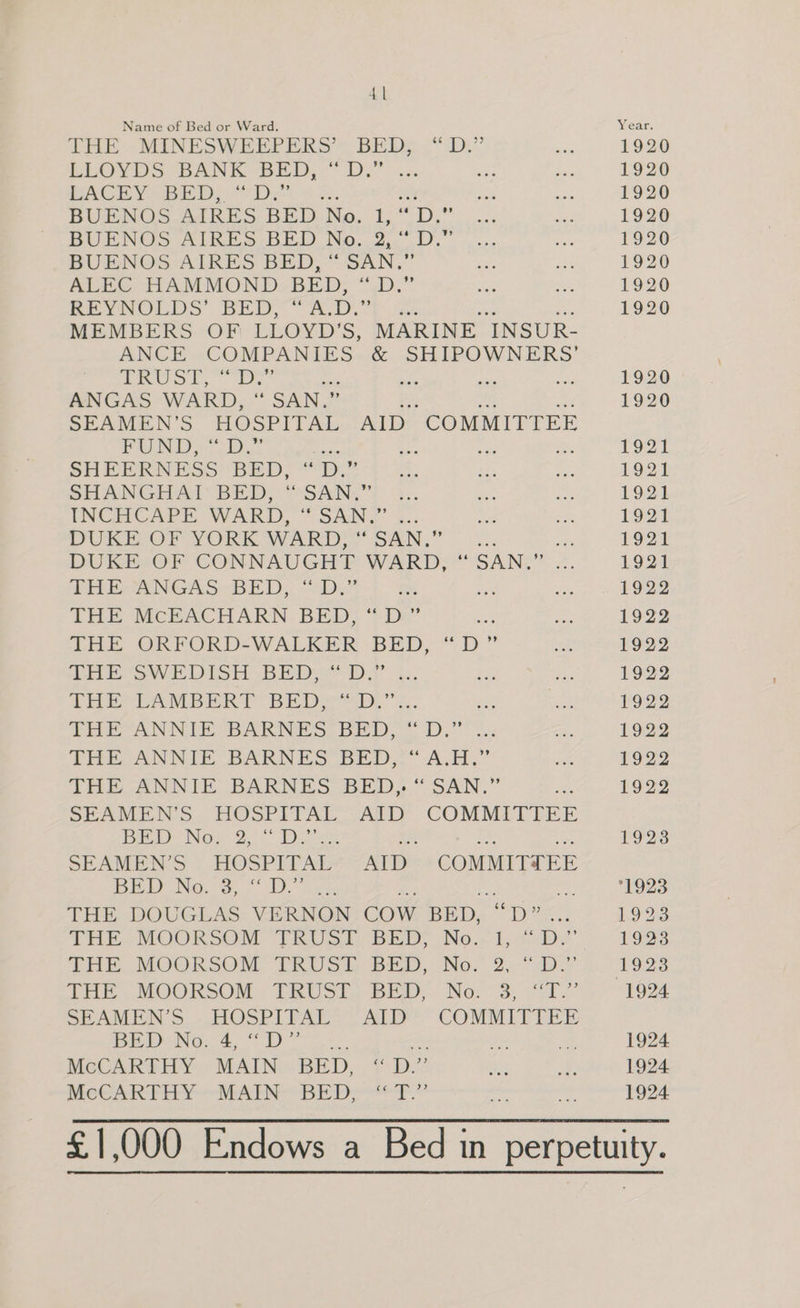 41
Name of Bed or Ward. Year.
THE MINESWEEPERS' BED, “D.” ... 1920
LLOYDS BANK BED, “D.” ... ... ... 1920
LACEY BED, “D.” ... ... ... ... 1920
BUENOS AIRES BED No. 1, “D.” ... ... 1920
BUENOS AIRES BED No. 2, “D.” ... ... 1920
BUENOS AIRES BED, “SAN.” ... ... 1920
ALEC HAMMOND BED, “D.” ... ... 1920
REYNOLDS' BED, “A.D.” ... ... ... 1920
MEMBERS OF LLOYD'S, MARINE INSUR-
ANCE COMPANIES & SHIPOWNERS'
TRUST, “D.” ... ... ... ... 1920
ANGAS WARD, “SAN.” ... ... ... 1920
SEAMEN'S HOSPITAL AID COMMITTEE
FUND, “D.” ... ... ... ... 1921
SHEERNESS BED, “D.” ... ... ... 1921
SHANGHAI BED, “SAN.” ... ... ... 1921
INCHCAPE WARD, “SAN.” ... ... ... 1921
DUKE OF YORK WARD, “SAN.” ... ... 1921
DUKE OF CONNAUGHT WARD, “SAN.” ... 1921
THE ANGAS BED, “D.” ... ... ... 1922
THE McEACHARN BED, “D” ... ... 1922
THE ORFORD-WALKER BED, “D” ... 1922
THE SWEDISH BED, “D.” ... ... ... 1922
THE LAMBERT BED, “D.”... ... ... 1922
THE ANNIE BARNES BED, “D.” ... ... 1922
THE ANNIE BARNES BED, “A.H.” ... 1922
THE ANNIE BARNES BED, “SAN.” ... 1922
SEAMEN'S HOSPITAL AID COMMITTEE
BED No. 2, “D.”... ... ... ... 1923
SEAMEN'S HOSPITAL AID COMMITTEE
BED No. 3, “D.” ... ... ... ... 1923
THE DOUGLAS VERNON COW BED, “D” ... 1923
THE MOORSOM TRUST BED, No. 1, “D.” 1923
THE MOORSOM TRUST BED, No. 2, “D.” 1923
THE MOORSOM TRUST BED, No. 3, “T.” 1924
SEAMEN'S HOSPITAL AID COMMITTEE
BED No. 4, “D” ... ... ... ... 1924
McCARTHY MAIN BED, “D.” ... ... 1924
McCARTHY MAIN BED, “T.” ... ... 1924
£1,000 Endows a Bed in perpetuity.